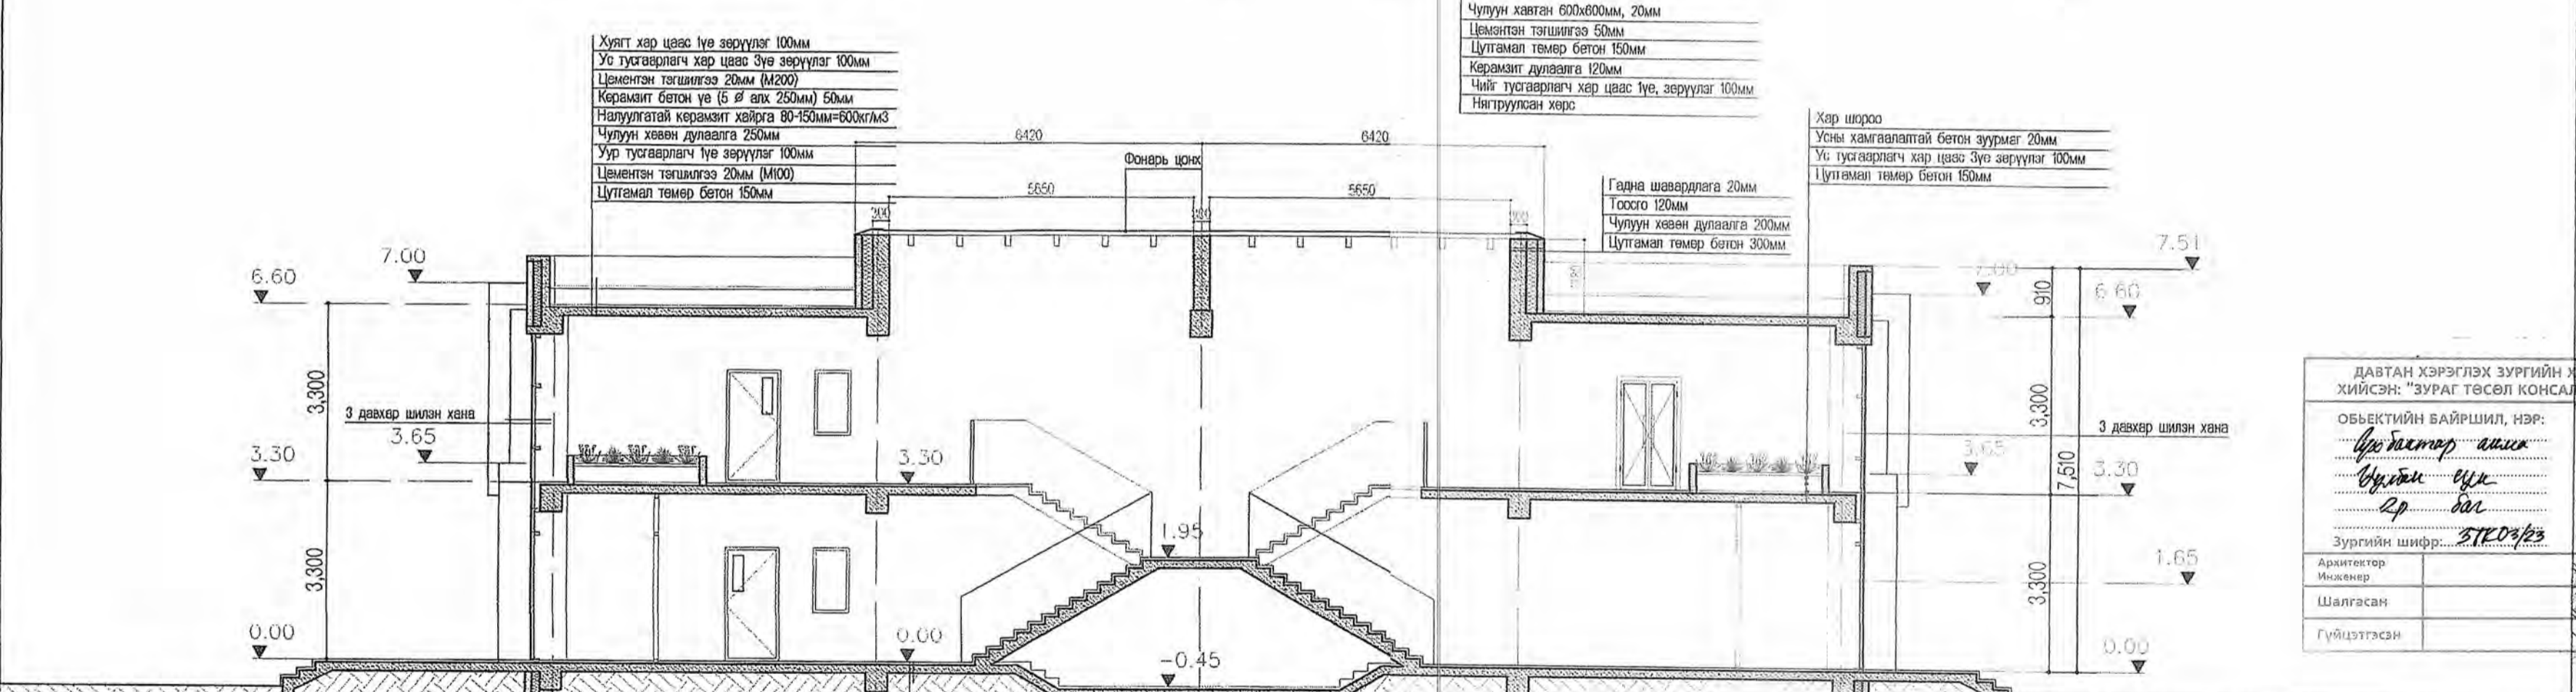 Хуягт хар цаас 1үе зөрүүлэг 100мм
Ус тусгаарлагч хар цаас 3үе зөрүүлэг 100мм
Цементэн тэгшилгээ 20мм (М200)
Керамзит бетон үе (5 ø алх 250мм) 50мм
Налуулгатай керамзит хайрга 80-150мм=600кг/м3
Чулуун хөвөн дулаалга 250мм
Уур тусгаарлагч 1үе зөрүүлэг 100мм
Цементэн тэгшилгээ 20мм (М100)
Цутгамал төмөр бетон 150мм
Чулуун хавтан 600х600мм, 20мм
Цементэн тэгшилгээ 50мм
Цутгамал төмөр бетон 150мм
Керамзит дулаалга 120мм
Чийг тусгаарлагч хар цаас 1үе, зөрүүлэг 100мм
Нягтруулсан хөрс
Хар шороо
Усны хамгаалалттай бетон зуурмаг 20мм
Ус тусгаарлагч хар цаас 3үе зөрүүлэг 100мм
Цутгамал төмөр бетон 150мм
Гадна шавардлага 20мм
Тоосго 120мм
Чулуун хөвөн дулаалга 200мм
Цутгамал төмөр бетон 300мм
6420
6420
Фонарь цонх
5650
5650
300
300
7.00
6.60
3,300
3 давхар шилэн хана
3.65
3.30
3,300
0.00
3.30
0.00
1.95
-0.45
7.51
7.00
910
6.60
3,300
3 давхар шилэн хана
3.65
7,510
3.30
1.65
3,300
0.00
ДАВТАН ХЭРЭГЛЭХ ЗУРГИЙН
ХИЙСЭН: "ЗУРАГ ТӨСӨЛ КОНСАЛ
ОБЬЕКТИЙН БАЙРШИЛ, НЭР:
баг
Зургийн шифр: ЗТК03/23
Архитектор
Инженер
Шалгасан
Гүйцэтгэсэн